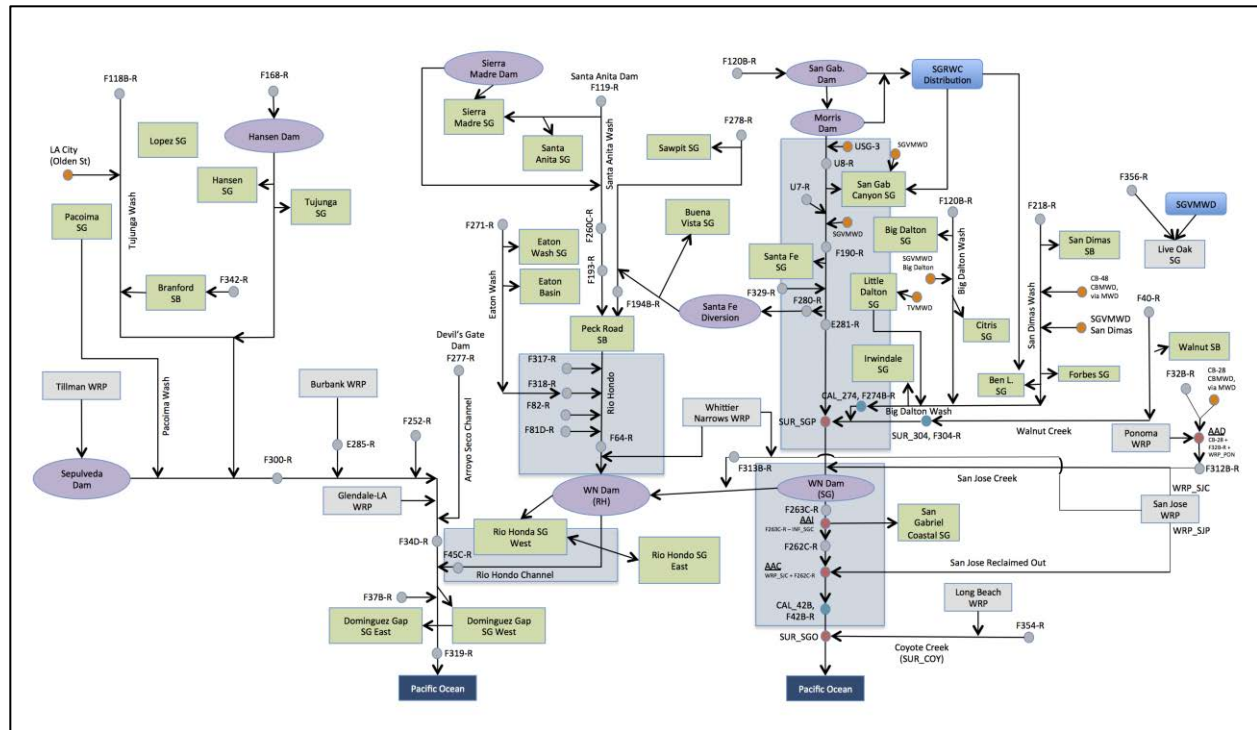 F118B-R
F168-R
Lopez SG
Hansen Dam
LA City
(Olden St)
Tujunga Wash
Hansen
SG
Tujunga
SG
Pacoima
SG
Branford
SB
F342-R
Tillman WRP
Pacoima Wash
Burbank WRP
E285-R
F252-R
Sepulveda
Dam
F300-R
Glendale-LA
WRP
Arroyo Seco Channel
Devil's Gate
Dam
F277-R
F34D-R
F45C-R
Rio Hondo Channel
F37B-R
Dominguez Gap
SG East
Dominguez Gap
SG West
F319-R
Pacific Ocean
Sierra
Madre Dam
Santa Anita Dam
F119-R
Sierra
Madre SG
Santa
Anita SG
Santa Anita Wash
F278-R
Sawpit SG
Buena
Vista SG
F271-R
Eaton
Wash SG
Eaton
Basin
Eaton Wash
F260C-R
F193-R
F194B-R
Peck Road
SB
F317-R
F318-R
F82-R
F81D-R
Rio Hondo
F64-R
Whittier
Narrows WRP
WN Dam
(RH)
Rio Honda SG
West
Rio Hondo SG
East
F120B-R
San Gab.
Dam
SGRWC
Distribution
Morris
Dam
USG-3
SGVMWD
U8-R
San Gab
Canyon SG
U7-R
SGVMWD
F190-R
Santa Fe
SG
F329-R
F280-R
Santa Fe
Diversion
E281-R
Big Dalton
SG
F120B-R
Big Dalton Wash
SGVMWD
Big Dalton
Little
Dalton
SG
TVMWD
Citris
SG
Irwindale
SG
CAL_274, F274B-R
Big Dalton Wash
SUR_SGP
SUR_304, F304-R
Walnut Creek
F218-R
San Dimas
SB
San Dimas Wash
CB-48
CBMWD,
via MWD
SGVMWD
San Dimas
Ben L.
SG
Forbes SG
F356-R
SGVMWD
Live Oak
SG
F40-R
Walnut SB
F32B-R
CB-28
CBMWD,
via MWD
Ponoma
WRP
AAD
CB-28 +
F32B-R +
WRP_PON
F312B-R
San Jose Creek
F313B-R
WRP_SJC
San Jose
WRP
WRP_SJP
WN Dam
(SG)
F263C-R
AAI
F263C-R – INF_SGC
San
Gabriel
Coastal SG
F262C-R
AAC
WRP_SJC + F262C-R
San Jose Reclaimed Out
CAL_42B,
F42B-R
Long Beach
WRP
SUR_SGO
F354-R
Coyote Creek
(SUR_COY)
Pacific Ocean